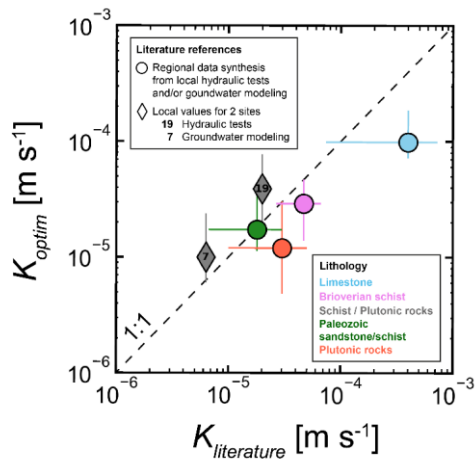 10⁻³
Literature references
Regional data synthesis
from local hydraulic tests
and/or goundwater modeling
Local values for 2 sites
19 Hydraulic tests
7 Groundwater modeling
10⁻⁴
19
7
10⁻⁵
1:1
10⁻⁶
Lithology
Limestone
Brioverian schist
Schist / Plutonic rocks
Paleozoic
sandstone/schist
Plutonic rocks
10⁻⁶ 10⁻⁵ 10⁻⁴ 10⁻³
K_optim [m s⁻¹]
K_literature [m s⁻¹]